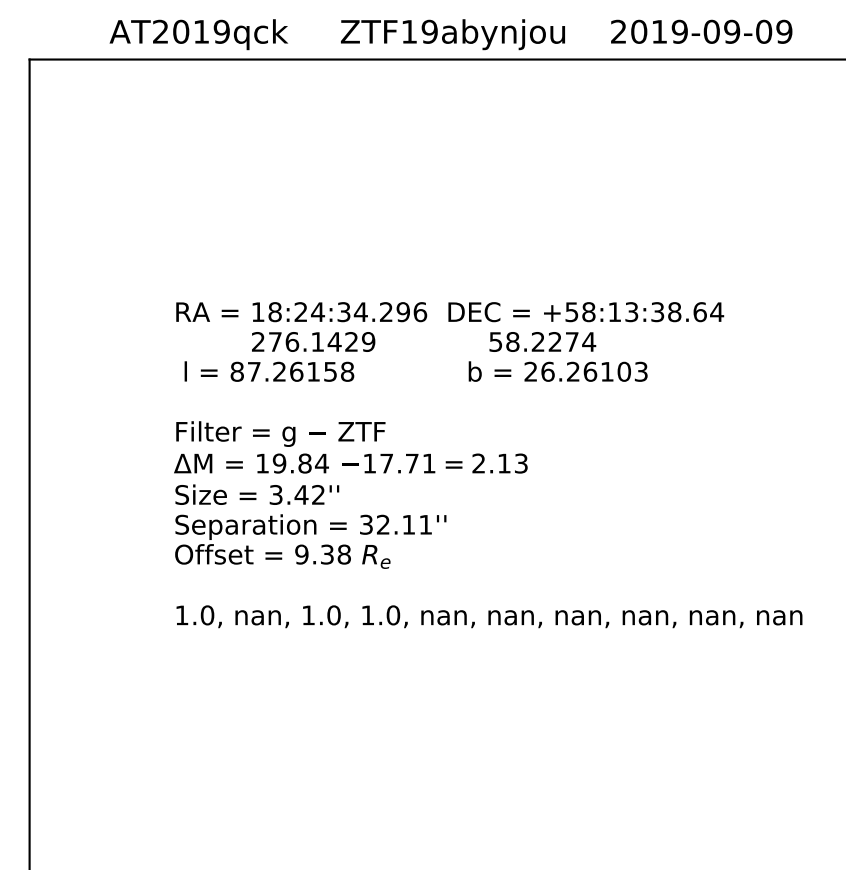 AT2019qck ZTF19abynjou 2019-09-09
RA = 18:24:34.296 DEC = +58:13:38.64
276.1429 58.2274
l = 87.26158 b = 26.26103
Filter = g − ZTF
ΔM = 19.84 −17.71 = 2.13
Size = 3.42''
Separation = 32.11''
Offset = 9.38 Re
1.0, nan, 1.0, 1.0, nan, nan, nan, nan, nan, nan